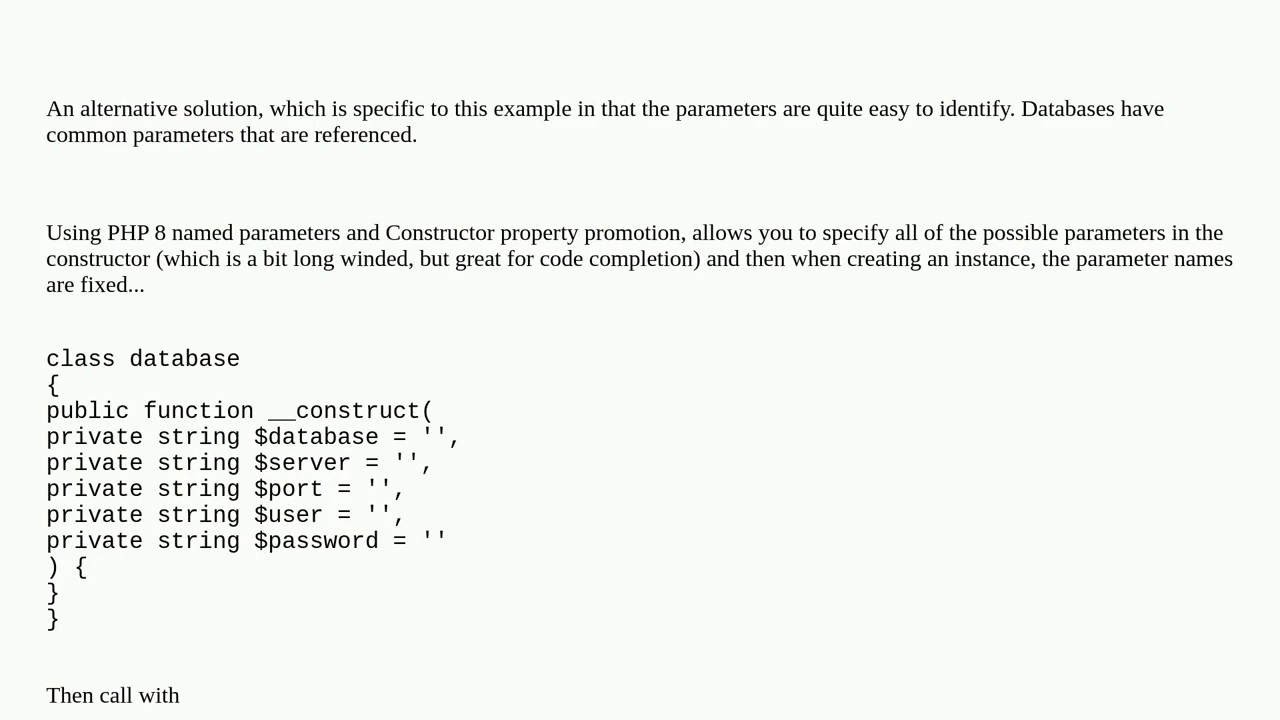 An alternative solution, which is specific to this example in that the parameters are quite easy to identify. Databases have
common parameters that are referenced.
Using PHP 8 named parameters and Constructor property promotion, allows you to specify all of the possible parameters in the
constructor (which is a bit long winded, but great for code completion) and then when creating an instance, the parameter names
are fixed...
class database
{
public function __construct(
private string $database = '',
private string $server = '',
private string $port = '',
private string $user = '',
private string $password = ''
) {
}
}
Then call with